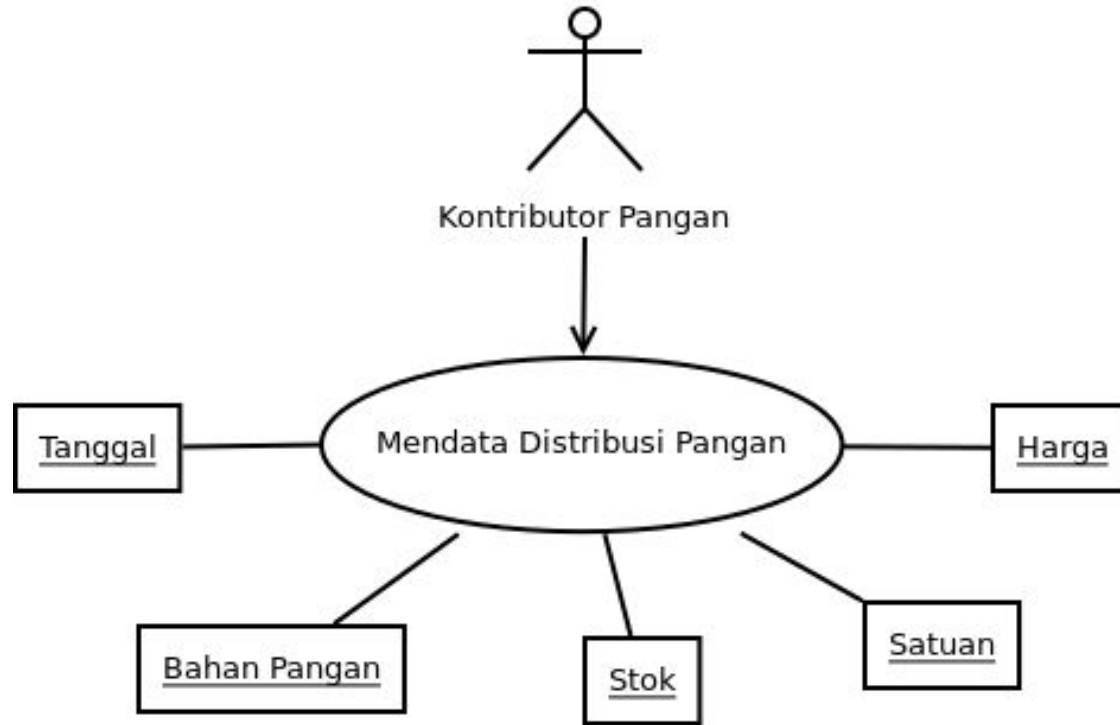 Kontributor Pangan
Mendata Distribusi Pangan
Tanggal
Harga
Bahan Pangan
Stok
Satuan